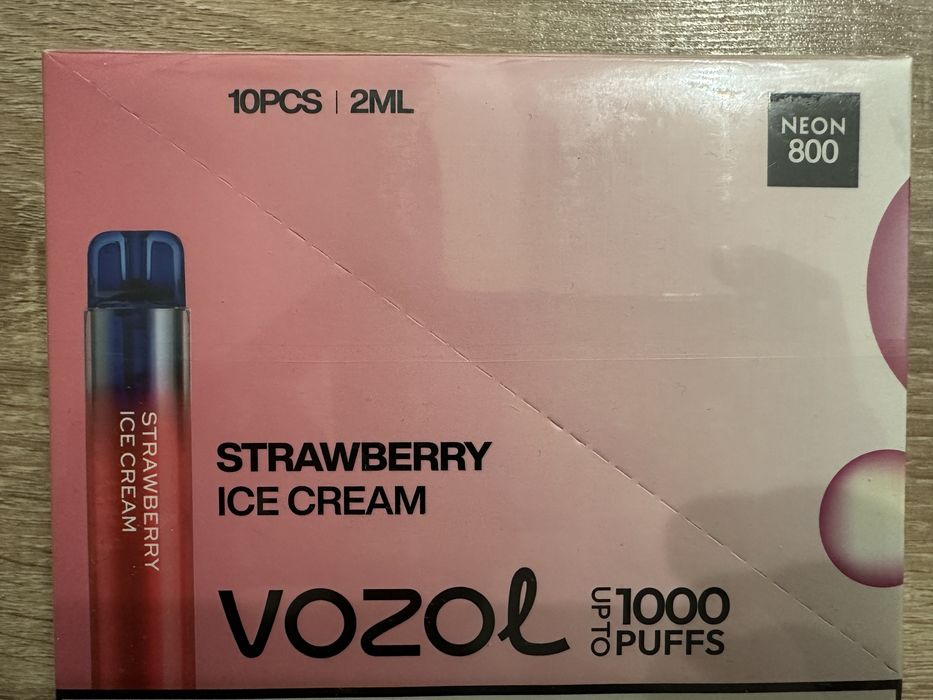 10PCS | 2ML
NEON
800
STRAWBERRY
ICE CREAM
STRAWBERRY
ICE CREAM
VOZOL
UP TO
1000
PUFFS